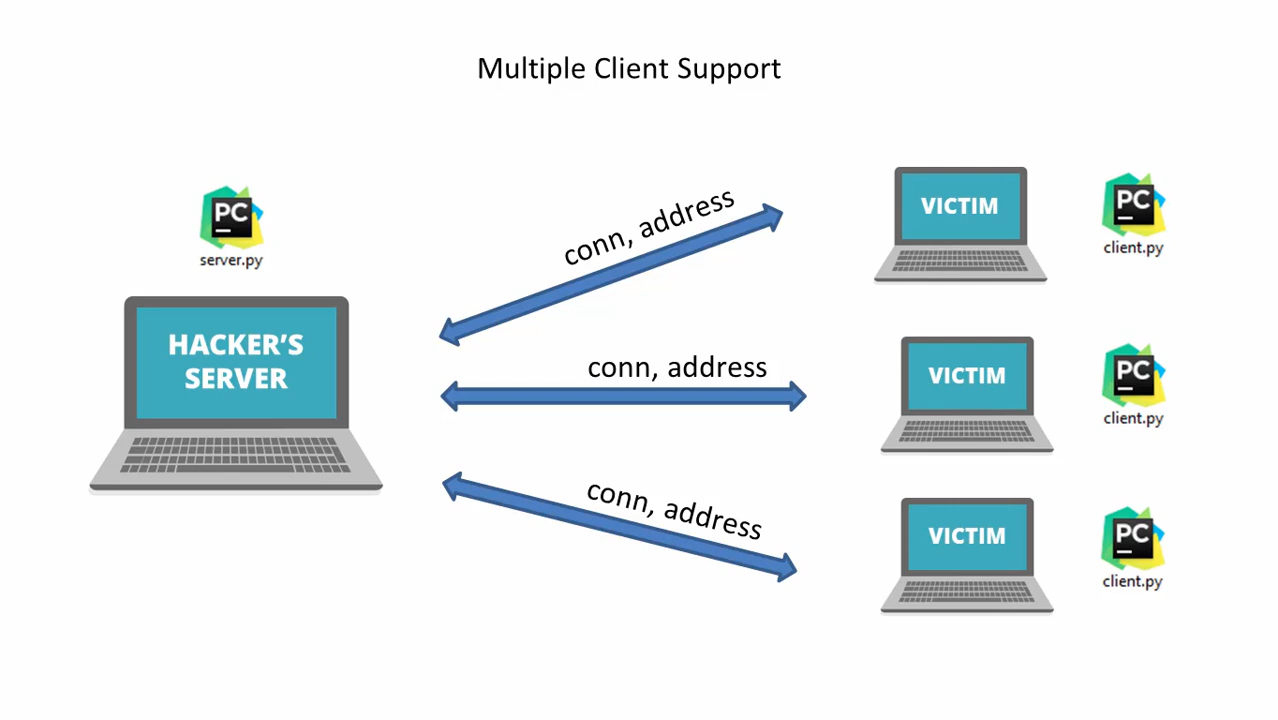 Multiple Client Support
PC
server.py
HACKER'S
SERVER
conn, address
conn, address
conn, address
VICTIM
PC
client.py
VICTIM
PC
client.py
VICTIM
PC
client.py